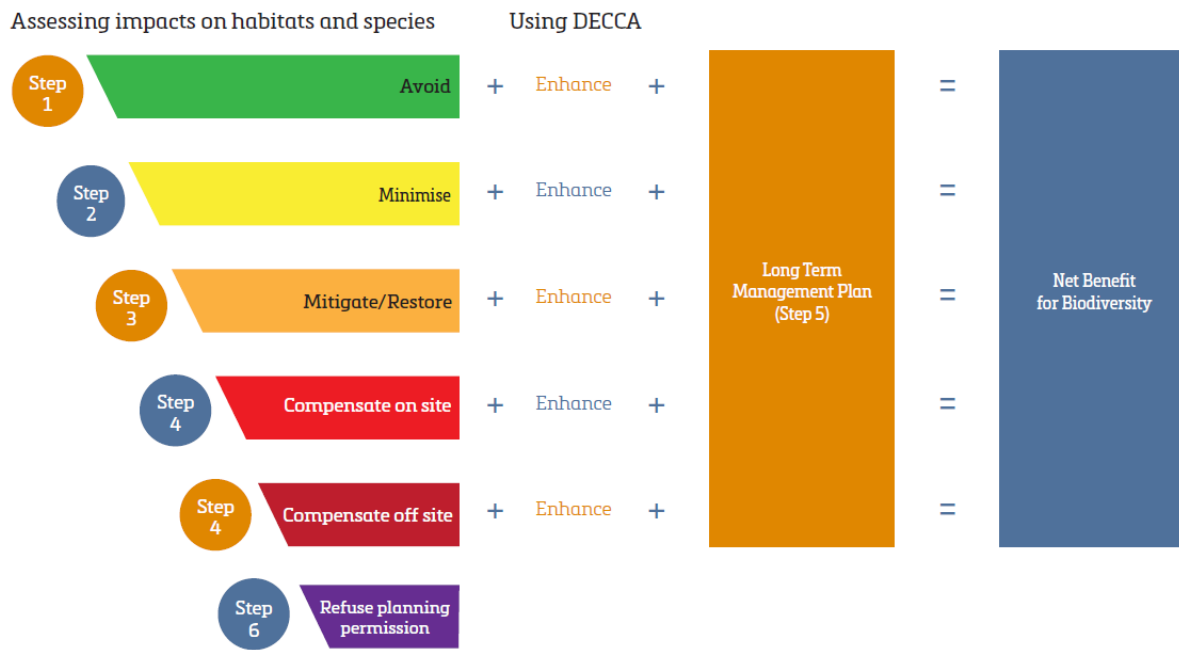 Assessing impacts on habitats and species
Using DECCA
Step
1
Avoid
+
Enhance
+
=
Step
2
Minimise
+
Enhance
+
=
Step
3
Mitigate/Restore
+
Enhance
+
Long Term
Management Plan
(Step 5)
=
Net Benefit
for Biodiversity
Step
4
Compensate on site
+
Enhance
+
=
Step
4
Compensate off site
+
Enhance
+
=
Step
6
Refuse planning
permission